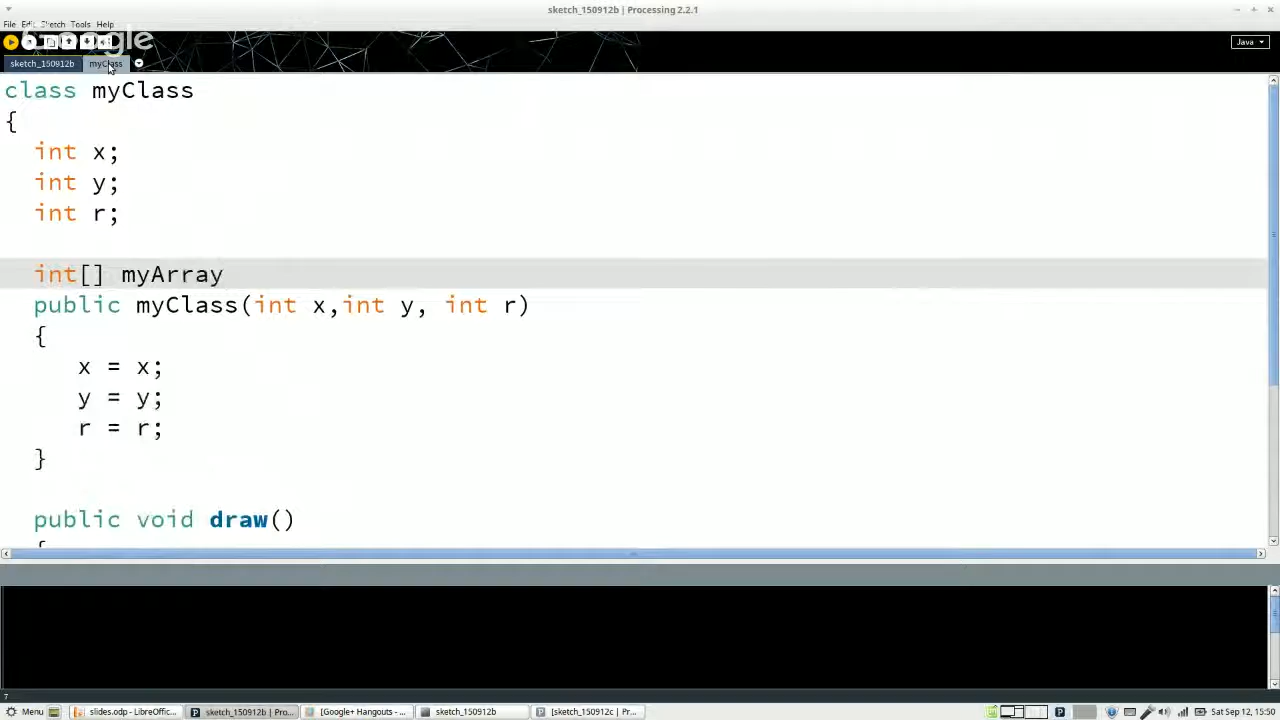 sketch_150912b | Processing 2.2.1
File Edit Sketch Tools Help
Google
Java
sketch_150912b myClass
class myClass
{
int x;
int y;
int r;
int[] myArray
public myClass(int x,int y, int r)
{
x = x;
y = y;
r = r;
}
public void draw()
{
7
Menu slides.odp - LibreOffic... sketch_150912b | Pro... [Google+ Hangouts - ... sketch_150912b [sketch_150912c | Pr... Sat Sep 12, 15:50